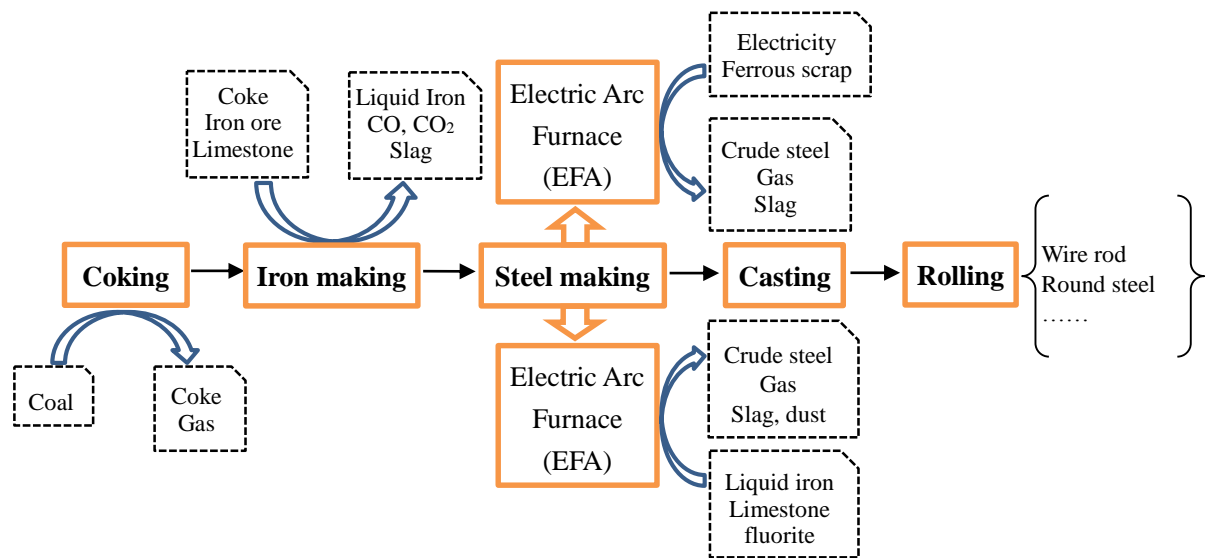 Electricity
Ferrous scrap
Coke
Iron ore
Limestone
Liquid Iron
CO, CO₂
Slag
Electric Arc
Furnace
(EFA)
Crude steel
Gas
Slag
Coking
Iron making
Steel making
Casting
Rolling
Wire rod
Round steel
……
Coal
Coke
Gas
Electric Arc
Furnace
(EFA)
Crude steel
Gas
Slag, dust
Liquid iron
Limestone
fluorite